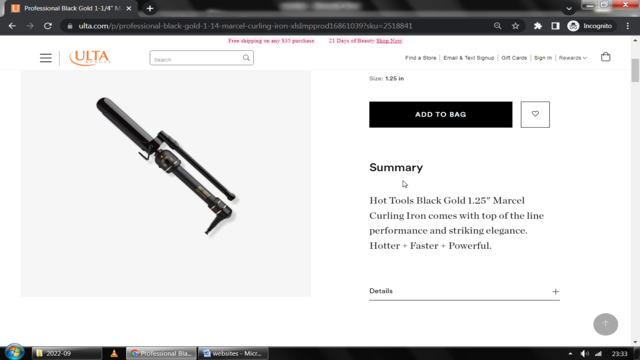 Professional Black Gold 1-1/4" M
Incognito
ulta.com/p/professional-black-gold-1-14-marcel-curling-iron-xlsImpprod16861039?sku=2518841
Free shipping on any $35 purchase 21 Days of Beauty Shop Now
ULTA
BEAUTY
Search
Find a Store
Email & Text Signup
Gift Cards
Sign In
Rewards
Size: 1.25 in
ADD TO BAG
Summary
Hot Tools Black Gold 1.25" Marcel
Curling Iron comes with top of the line
performance and striking elegance.
Hotter + Faster + Powerful.
Details
2022-09
Professional Bla...
websites - Micr...
23:33